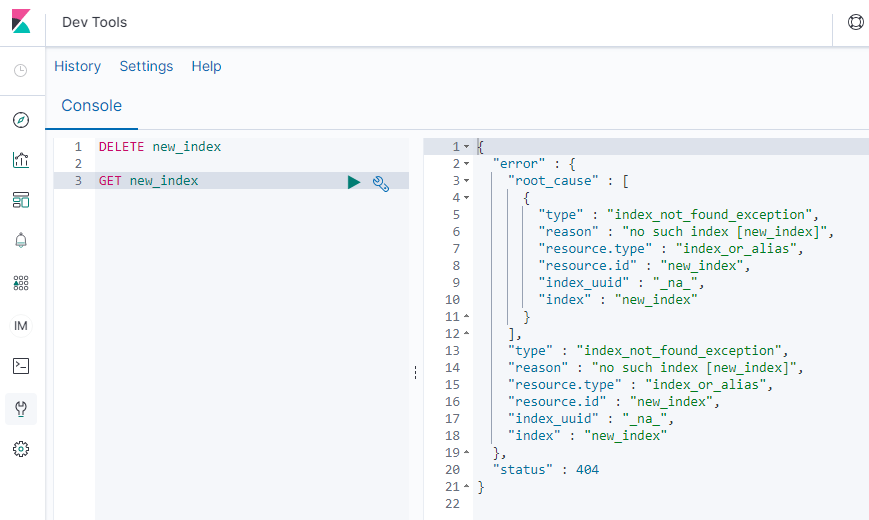 Dev Tools
History Settings Help
Console
1 DELETE new_index
2
3 GET new_index
IM
1 {
2 "error" : {
3 "root_cause" : [
4 {
5 "type" : "index_not_found_exception",
6 "reason" : "no such index [new_index]",
7 "resource.type" : "index_or_alias",
8 "resource.id" : "new_index",
9 "index_uuid" : "_na_",
10 "index" : "new_index"
11 }
12 ],
13 "type" : "index_not_found_exception",
14 "reason" : "no such index [new_index]",
15 "resource.type" : "index_or_alias",
16 "resource.id" : "new_index",
17 "index_uuid" : "_na_",
18 "index" : "new_index"
19 },
20 "status" : 404
21 }
22